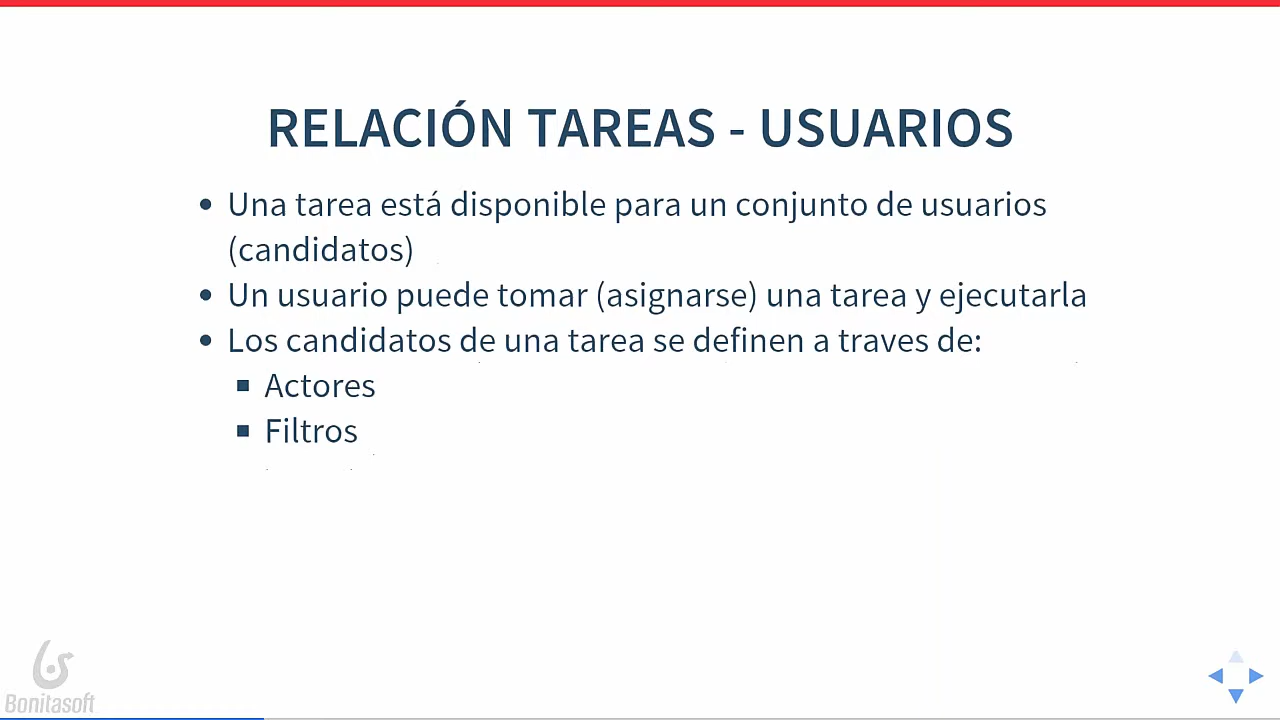 RELACIÓN TAREAS - USUARIOS
• Una tarea está disponible para un conjunto de usuarios
(candidatos)
• Un usuario puede tomar (asignarse) una tarea y ejecutarla
• Los candidatos de una tarea se definen a traves de:
▪ Actores
▪ Filtros
Bonitasoft